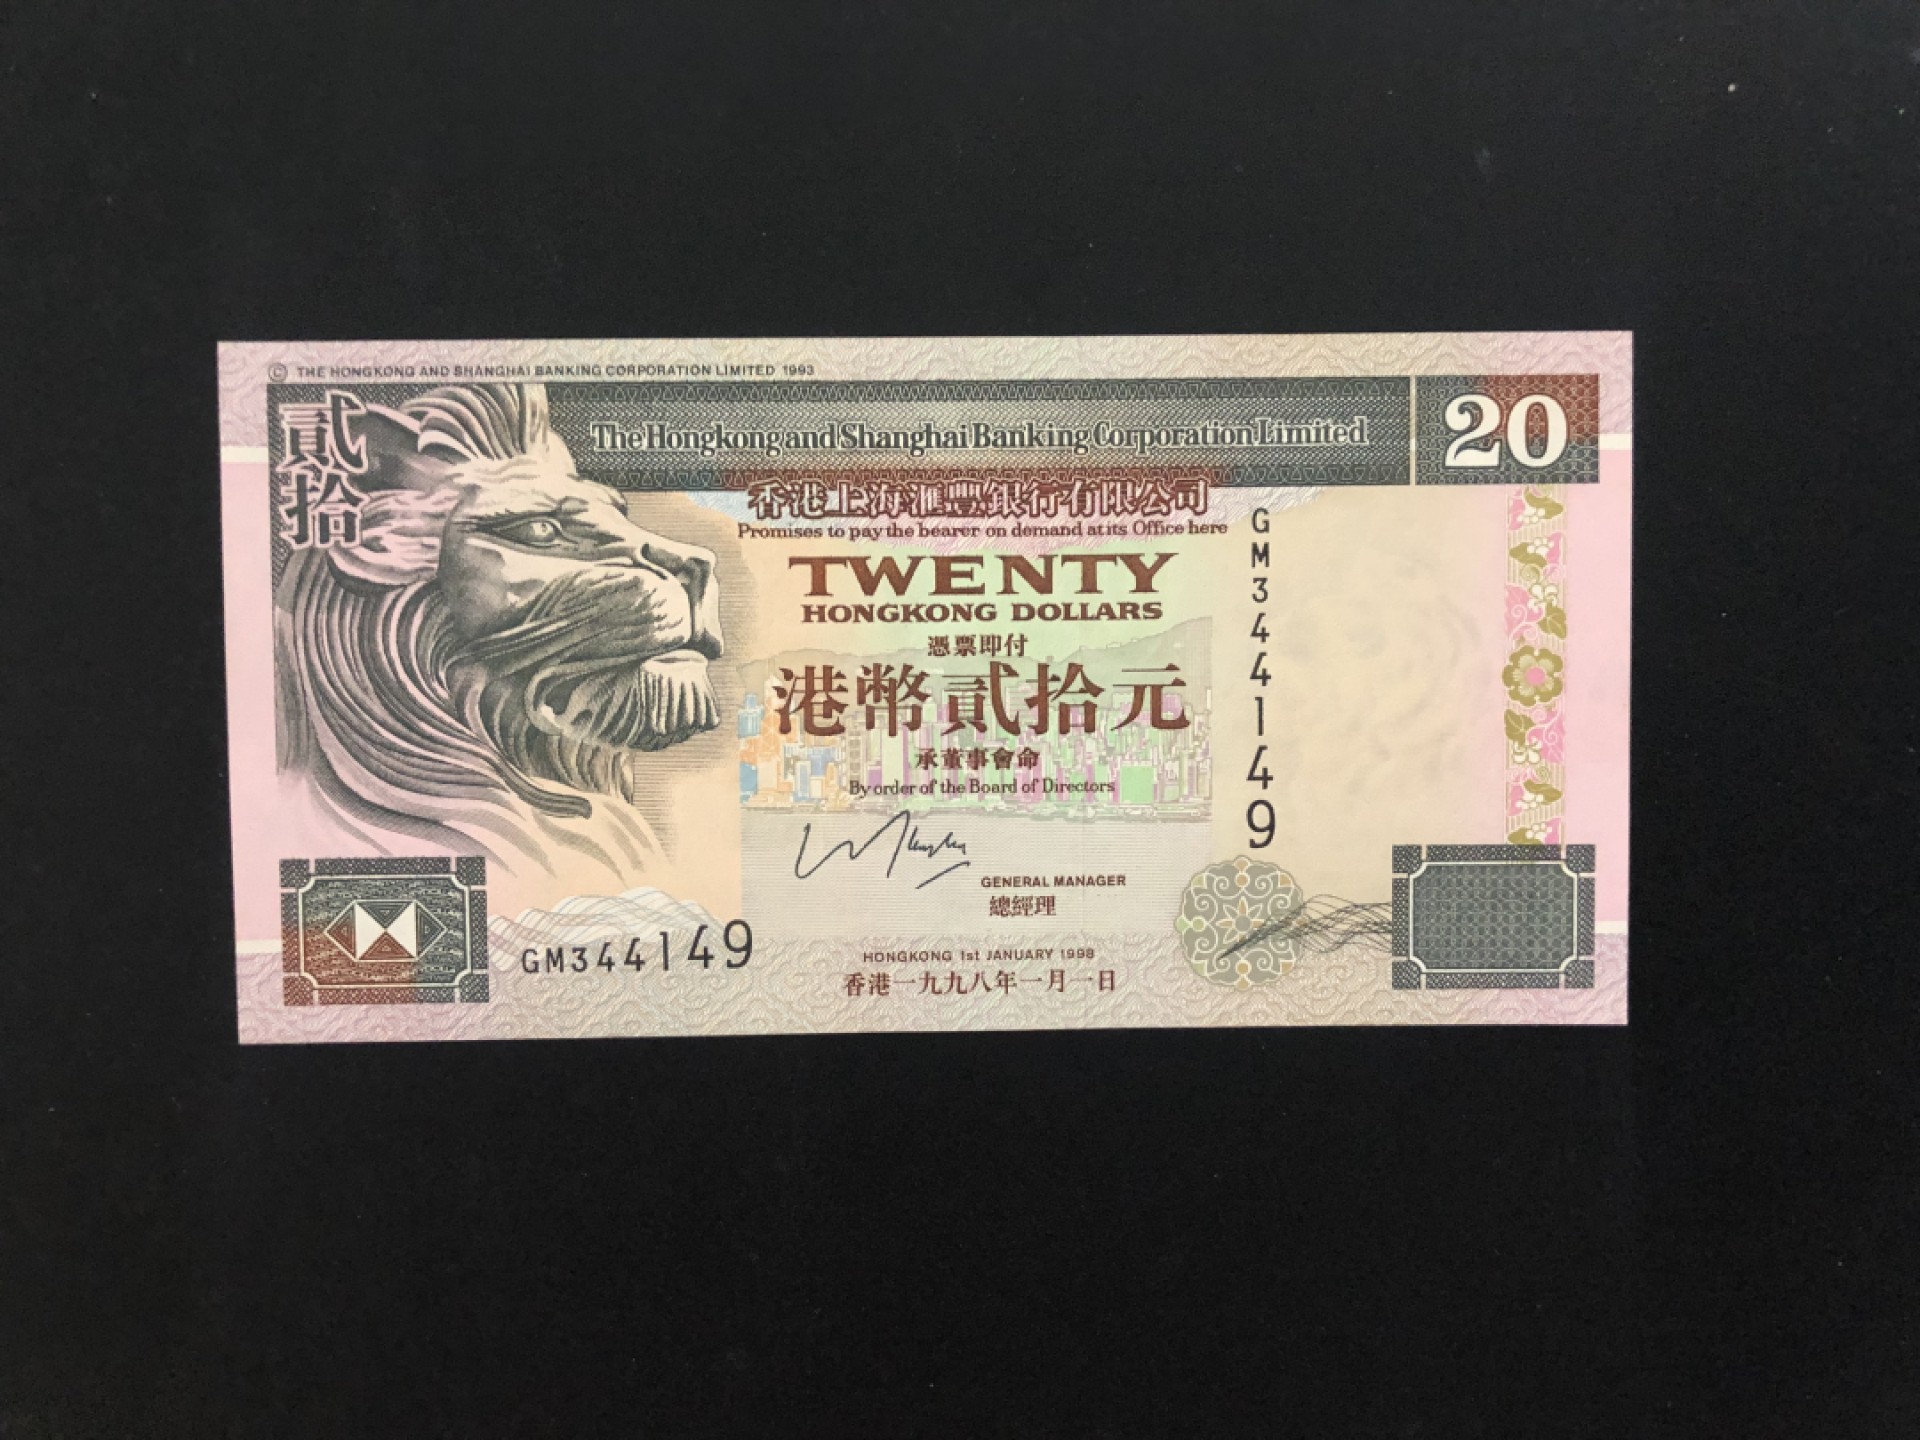 © THE HONGKONG AND SHANGHAI BANKING CORPORATION LIMITED 1993
貳拾
The Hongkong and Shanghai Banking Corporation Limited
20
香港上海滙豐銀行有限公司
Promises to pay the bearer on demand at its Office here
TWENTY
HONGKONG DOLLARS
憑票即付
港幣貳拾元
承董事會命
By order of the Board of Directors
GM344149
GENERAL MANAGER
總經理
GM344149
HONGKONG 1st JANUARY 1998
香港一九九八年一月一日